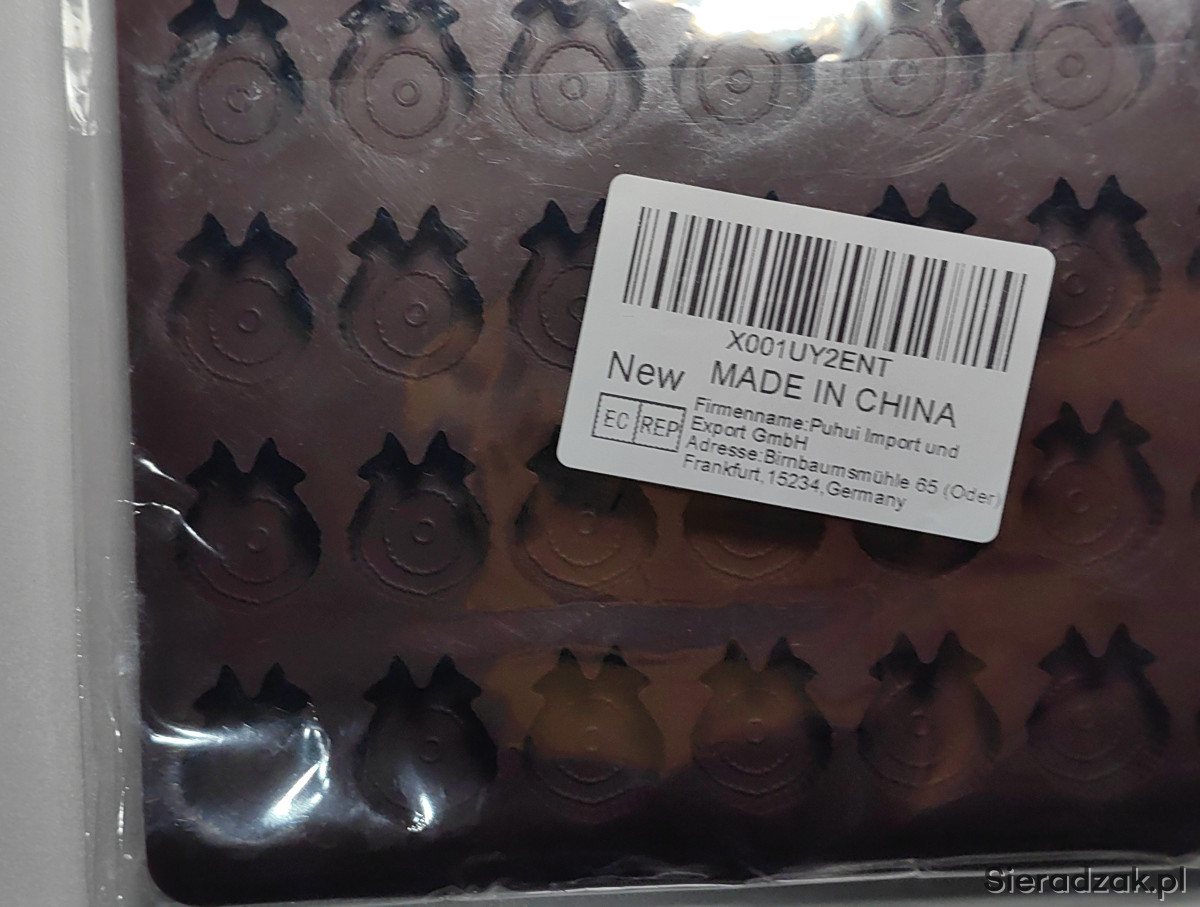 X001UY2ENT
New MADE IN CHINA
EC REP
Firmenname:Puhui Import und
Export GmbH
Adresse:Birnbaumsmühle 65 (Oder)
Frankfurt,15234,Germany
Sieradzak.pl